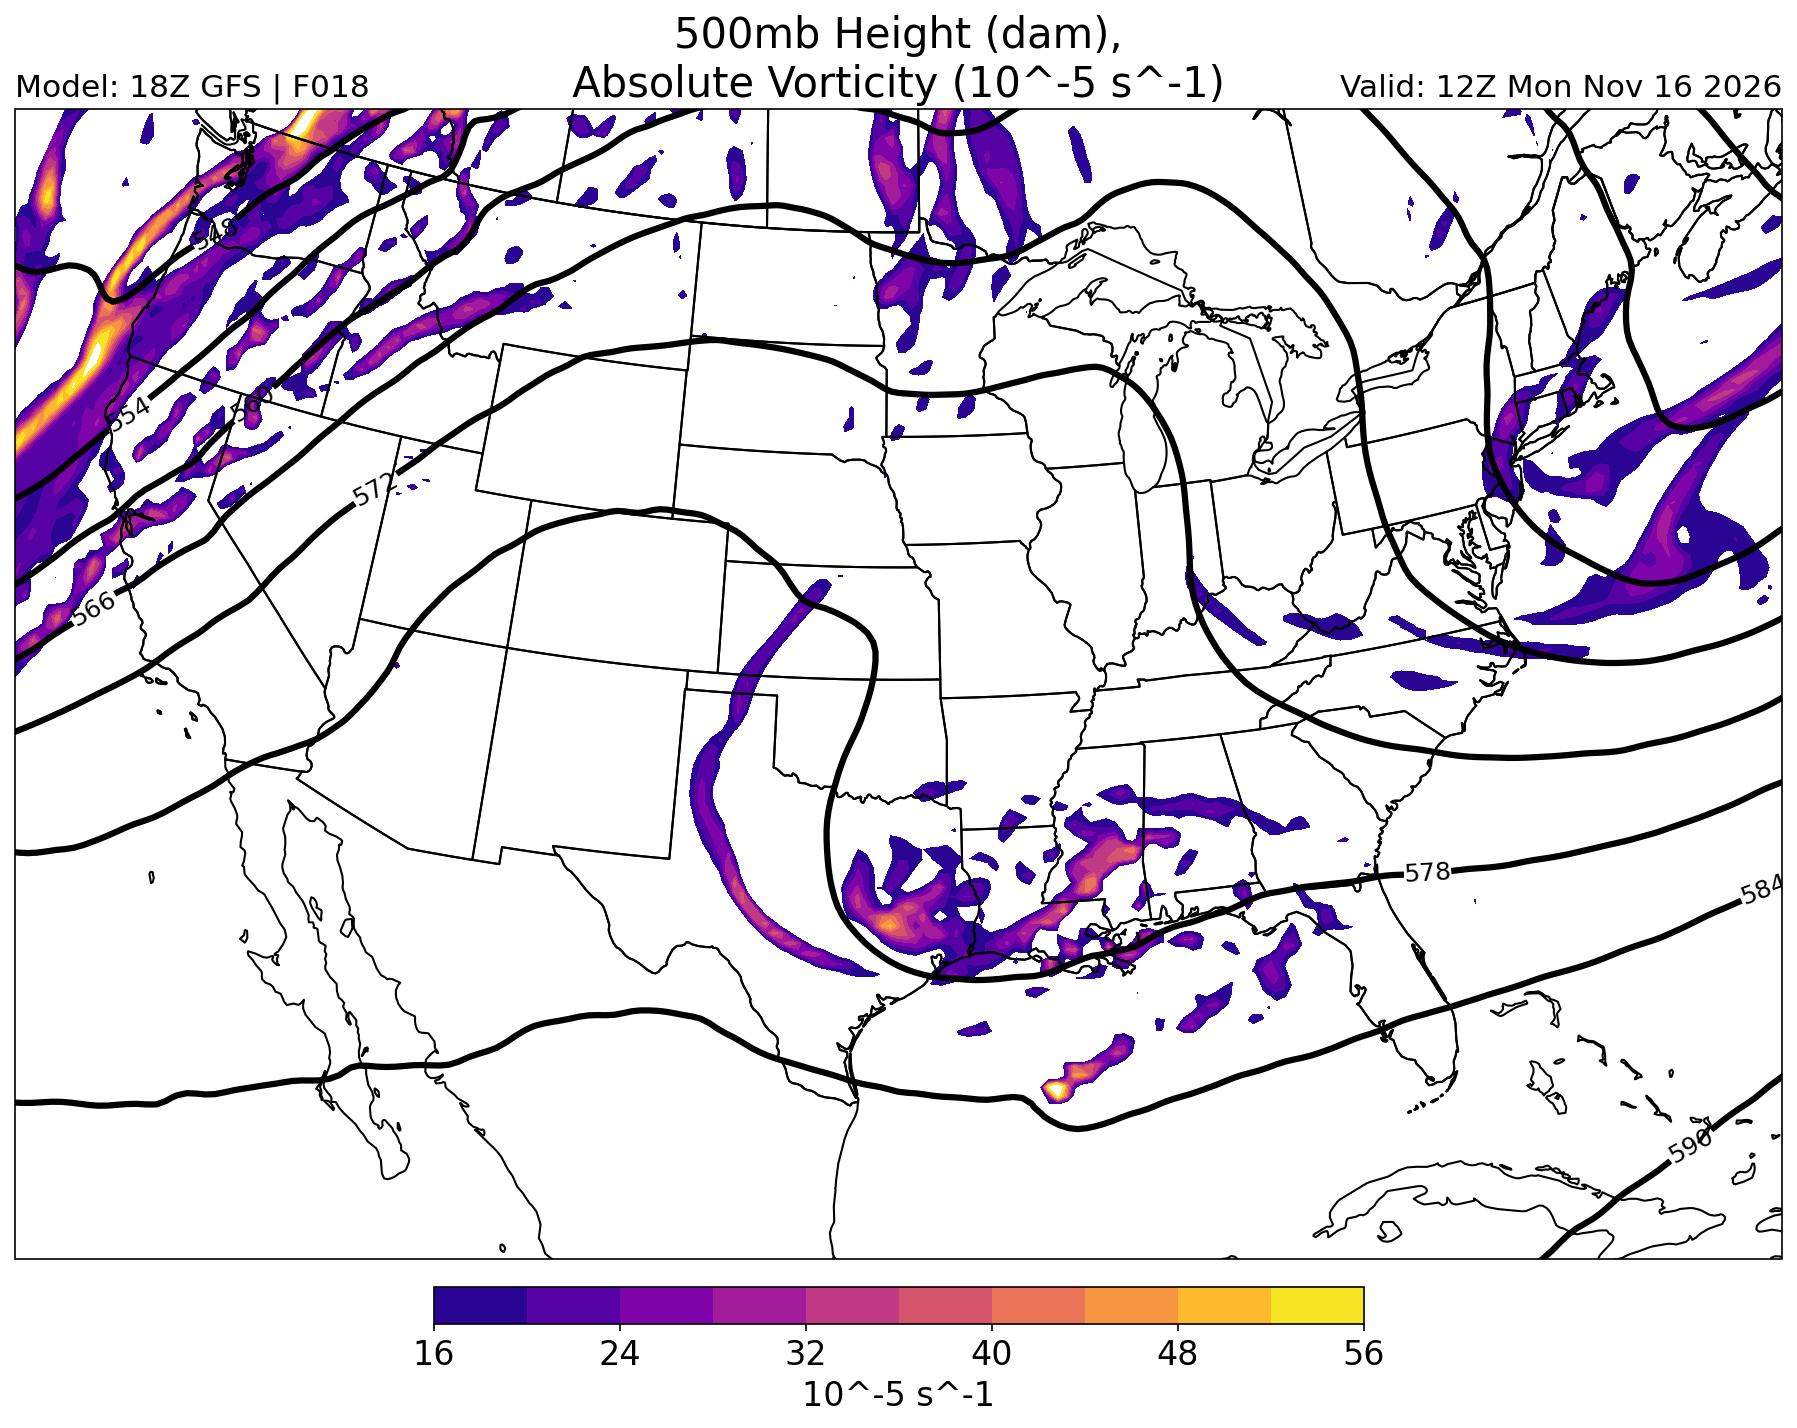 500mb Height (dam),
Absolute Vorticity (10^-5 s^-1)
Model: 18Z GFS | F018
Valid: 12Z Mon Nov 16 2026
548
554
560
572
566
578
584
590
16 24 32 40 48 56
10^-5 s^-1